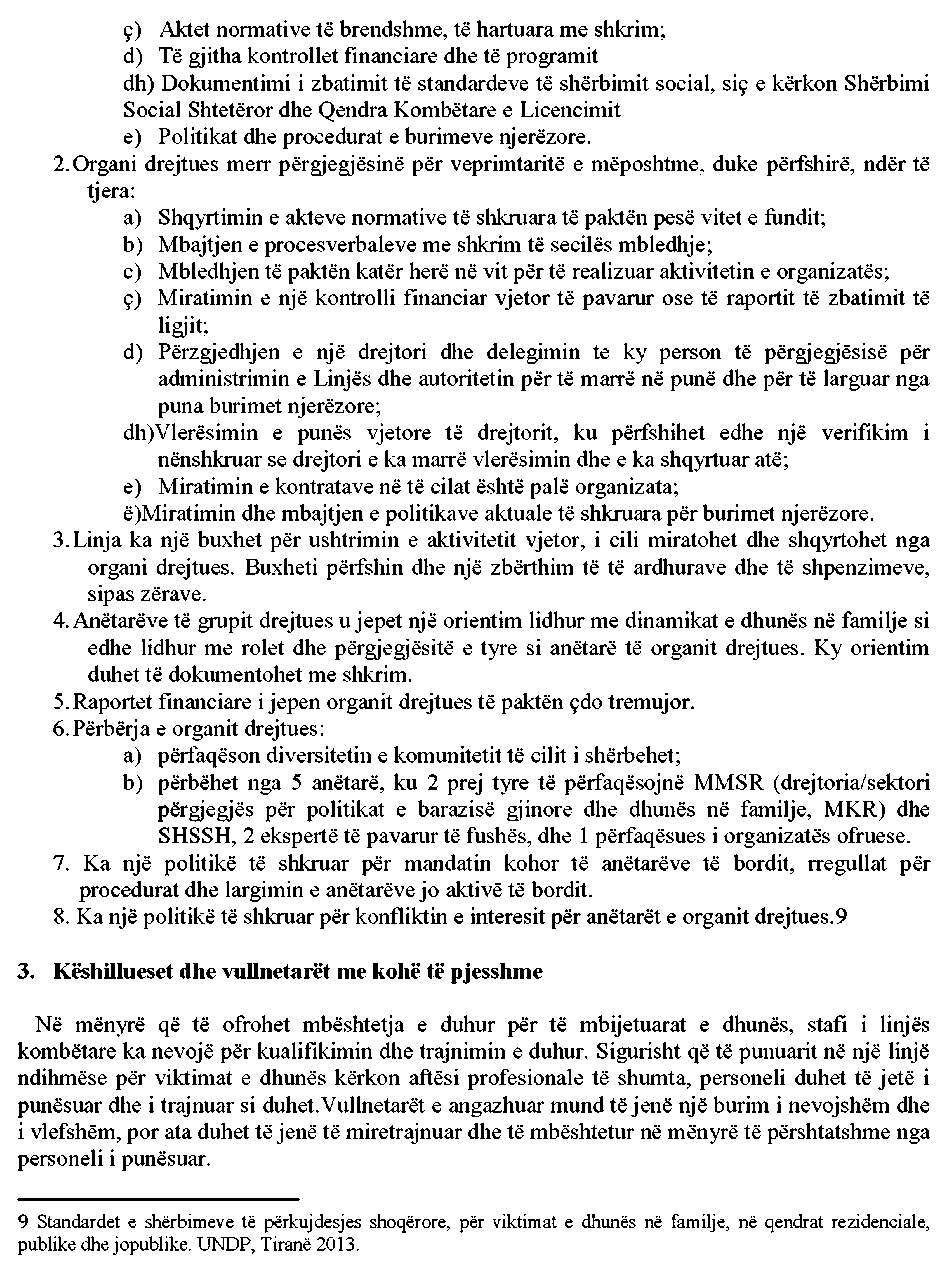 ç) Aktet normative të brendshme, të hartuara me shkrim;
d) Të gjitha kontrollet financiare dhe të programit
dh) Dokumentimi i zbatimit të standardeve të shërbimit social, siç e kërkon Shërbimi
Social Shtetëror dhe Qendra Kombëtare e Licencimit
e) Politikat dhe procedurat e burimeve njerëzore.
2. Organi drejtues merr përgjegjësinë për veprimtaritë e mëposhtme, duke përfshirë, ndër të
tjera:
a) Shqyrtimin e akteve normative të shkruara të paktën pesë vitet e fundit;
b) Mbajtjen e procesverbaleve me shkrim të secilës mbledhje;
c) Mbledhjen të paktën katër herë në vit për të realizuar aktivitetin e organizatës;
ç) Miratimin e një kontrolli financiar vjetor të pavarur ose të raportit të zbatimit të
ligjit;
d) Përzgjedhjen e një drejtori dhe delegimin te ky person të përgjegjësisë për
administrimin e Linjës dhe autoritetin për të marrë në punë dhe për të larguar nga
puna burimet njerëzore;
dh)Vlerësimin e punës vjetore të drejtorit, ku përfshihet edhe një verifikim i
nënshkruar se drejtori e ka marrë vlerësimin dhe e ka shqyrtuar atë;
e) Miratimin e kontratave në të cilat është palë organizata;
ë)Miratimin dhe mbajtjen e politikave aktuale të shkruara për burimet njerëzore.
3. Linja ka një buxhet për ushtrimin e aktivitetit vjetor, i cili miratohet dhe shqyrtohet nga
organi drejtues. Buxheti përfshin dhe një zbërthim të të ardhurave dhe të shpenzimeve,
sipas zërave.
4. Anëtarëve të grupit drejtues u jepet një orientim lidhur me dinamikat e dhunës në familje si
edhe lidhur me rolet dhe përgjegjësitë e tyre si anëtarë të organit drejtues. Ky orientim
duhet të dokumentohet me shkrim.
5. Raportet financiare i jepen organit drejtues të paktën çdo tremujor.
6. Përbërja e organit drejtues:
a) përfaqëson diversitetin e komunitetit të cilit i shërbehet;
b) përbëhet nga 5 anëtarë, ku 2 prej tyre të përfaqësojnë MMSR (drejtoria/sektori
përgjegjës për politikat e barazisë gjinore dhe dhunës në familje, MKR) dhe
SHSSH, 2 ekspertë të pavarur të fushës, dhe 1 përfaqësues i organizatës ofruese.
7. Ka një politikë të shkruar për mandatin kohor të anëtarëve të bordit, rregullat për
procedurat dhe largimin e anëtarëve jo aktivë të bordit.
8. Ka një politikë të shkruar për konfliktin e interesit për anëtarët e organit drejtues.9
3. Këshillueset dhe vullnetarët me kohë të pjesshme
Në mënyrë që të ofrohet mbështetja e duhur për të mbijetuarat e dhunës, stafi i linjës
kombëtare ka nevojë për kualifikimin dhe trajnimin e duhur. Sigurisht që të punuarit në një linjë
ndihmëse për viktimat e dhunës kërkon aftësi profesionale të shumta, personeli duhet të jetë i
punësuar dhe i trajnuar si duhet.Vullnetarët e angazhuar mund të jenë një burim i nevojshëm dhe
i vlefshëm, por ata duhet të jenë të miretrajnuar dhe të mbështetur në mënyrë të përshtatshme nga
personeli i punësuar.
9 Standardet e shërbimeve të përkujdesjes shoqërore, për viktimat e dhunës në familje, në qendrat rezidenciale,
publike dhe jopublike. UNDP, Tiranë 2013.